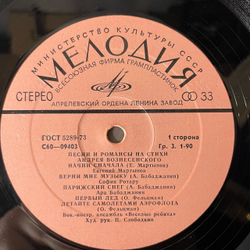 МИНИСТЕРСТВО КУЛЬТУРЫ СССР
МЕЛОДИЯ
ВСЕСОЮЗНАЯ ФИРМА ГРАМПЛАСТИНОК
СТЕРЕО
33
АПРЕЛЕВСКИЙ ОРДЕНА ЛЕНИНА ЗАВОД
ГОСТ 5289-73
1 сторона
С60—09403
Гр. 3. 1-90
ПЕСНИ И РОМАНСЫ НА СТИХИ
АНДРЕЯ ВОЗНЕСЕНСКОГО
НАЧНИ СНАЧАЛА (Е. Мартынов)
Евгений Мартынов
ВЕРНИ МНЕ МУЗЫКУ (А. Бабаджанян)
София Ротару
ПАРИЖСКИЙ СНЕГ (А. Бабаджанян)
Ара Бабаджанян
ПЕРВЫЙ ЛЕД (О. Фельцман)
ЛЕТАЙТЕ САМОЛЕТАМИ АЭРОФЛОТА
(О. Фельцман)
Вок.-инстр. ансамбль «Веселые ребята»
Худ. рук. П. Слободкин